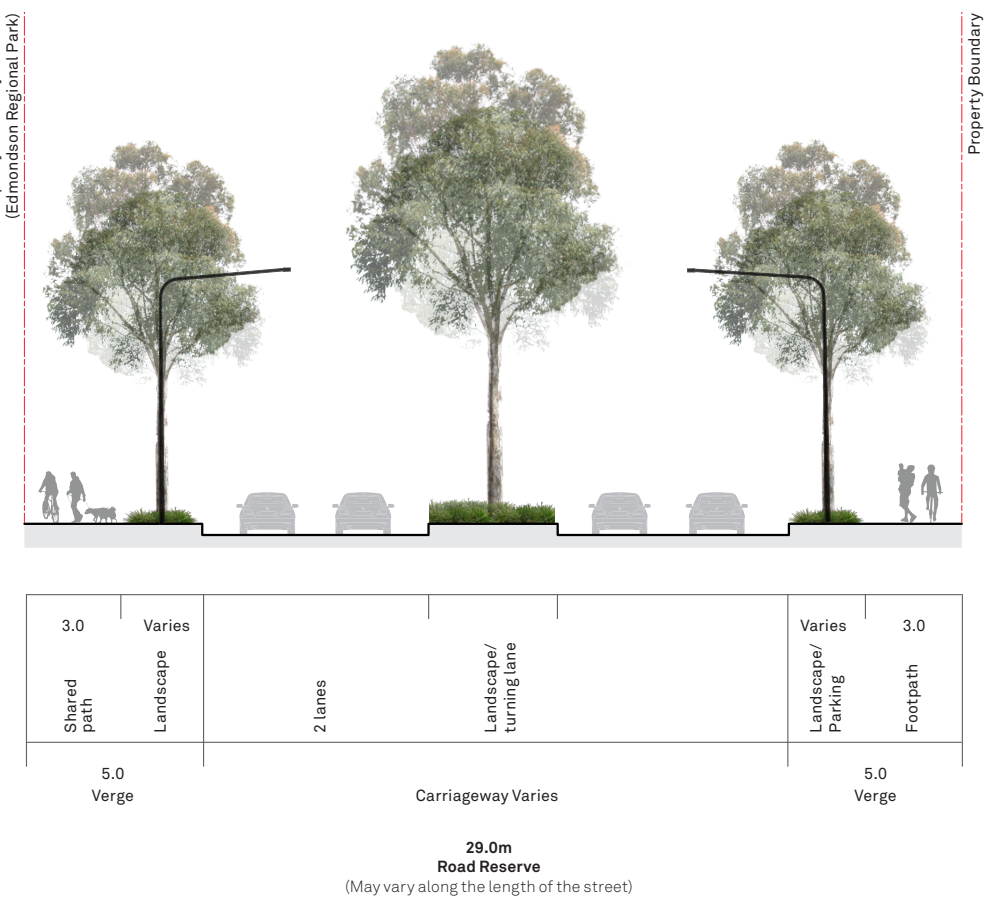 (Edmondson Regional Park)
Property Boundary
3.0
Varies
Varies
3.0
Shared
path
Landscape
2 lanes
Landscape/
turning lane
Landscape/
Parking
Footpath
5.0
Verge
Carriageway Varies
5.0
Verge
29.0m
Road Reserve
(May vary along the length of the street)